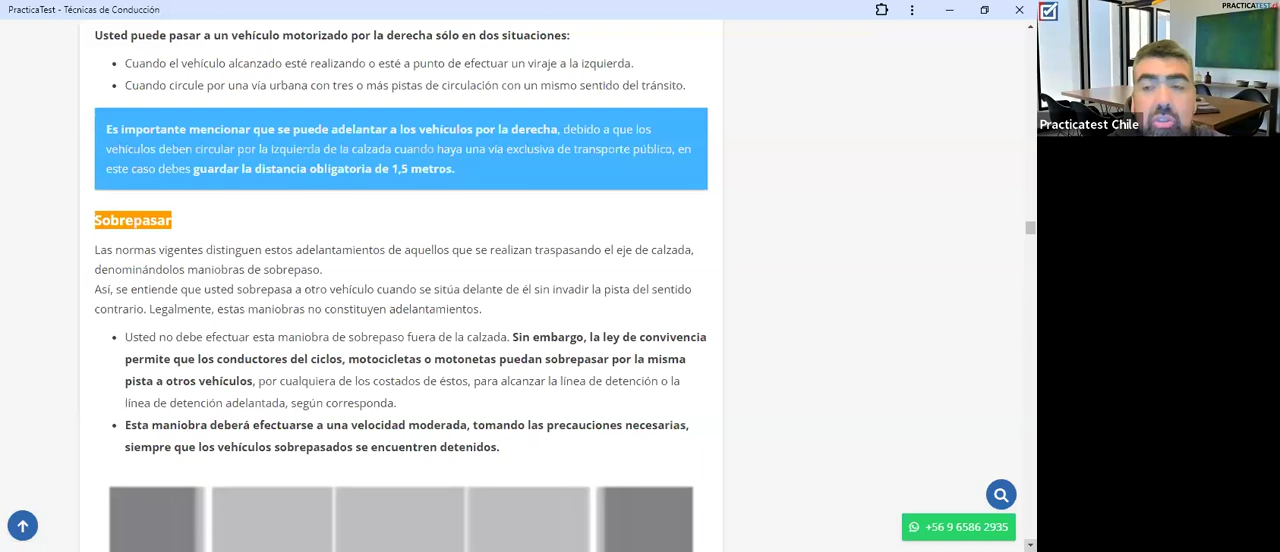 PracticaTest - Técnicas de Conducción
Usted puede pasar a un vehículo motorizado por la derecha sólo en dos situaciones:
Cuando el vehículo alcanzado esté realizando o esté a punto de efectuar un viraje a la izquierda.
Cuando circule por una vía urbana con tres o más pistas de circulación con un mismo sentido del tránsito.
Es importante mencionar que se puede adelantar a los vehículos por la derecha, debido a que los
vehículos deben circular por la izquierda de la calzada cuando haya una vía exclusiva de transporte público, en
este caso debes guardar la distancia obligatoria de 1,5 metros.
Sobrepasar
Las normas vigentes distinguen estos adelantamientos de aquellos que se realizan traspasando el eje de calzada,
denominándolos maniobras de sobrepaso.
Así, se entiende que usted sobrepasa a otro vehículo cuando se sitúa delante de él sin invadir la pista del sentido
contrario. Legalmente, estas maniobras no constituyen adelantamientos.
Usted no debe efectuar esta maniobra de sobrepaso fuera de la calzada. Sin embargo, la ley de convivencia
permite que los conductores del ciclos, motocicletas o motonetas puedan sobrepasar por la misma
pista a otros vehículos, por cualquiera de los costados de éstos, para alcanzar la línea de detención o la
línea de detención adelantada, según corresponda.
Esta maniobra deberá efectuarse a una velocidad moderada, tomando las precauciones necesarias,
siempre que los vehículos sobrepasados se encuentren detenidos.
+56 9 6586 2935
PRACTICATEST.cl
Practicatest Chile